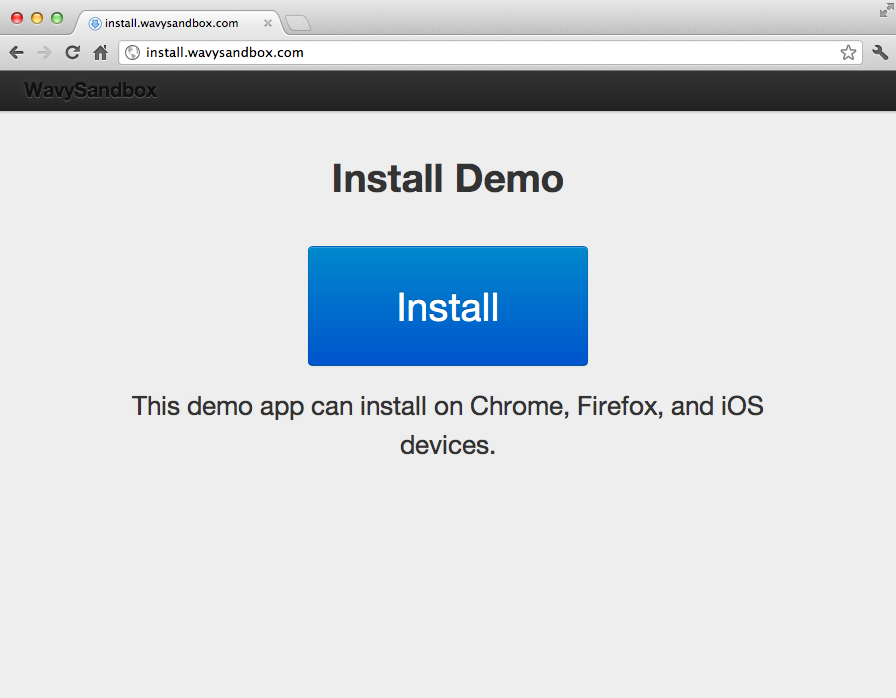 install.wavysandbox.com
install.wavysandbox.com
WavySandbox
Install Demo
Install
This demo app can install on Chrome, Firefox, and iOS
devices.